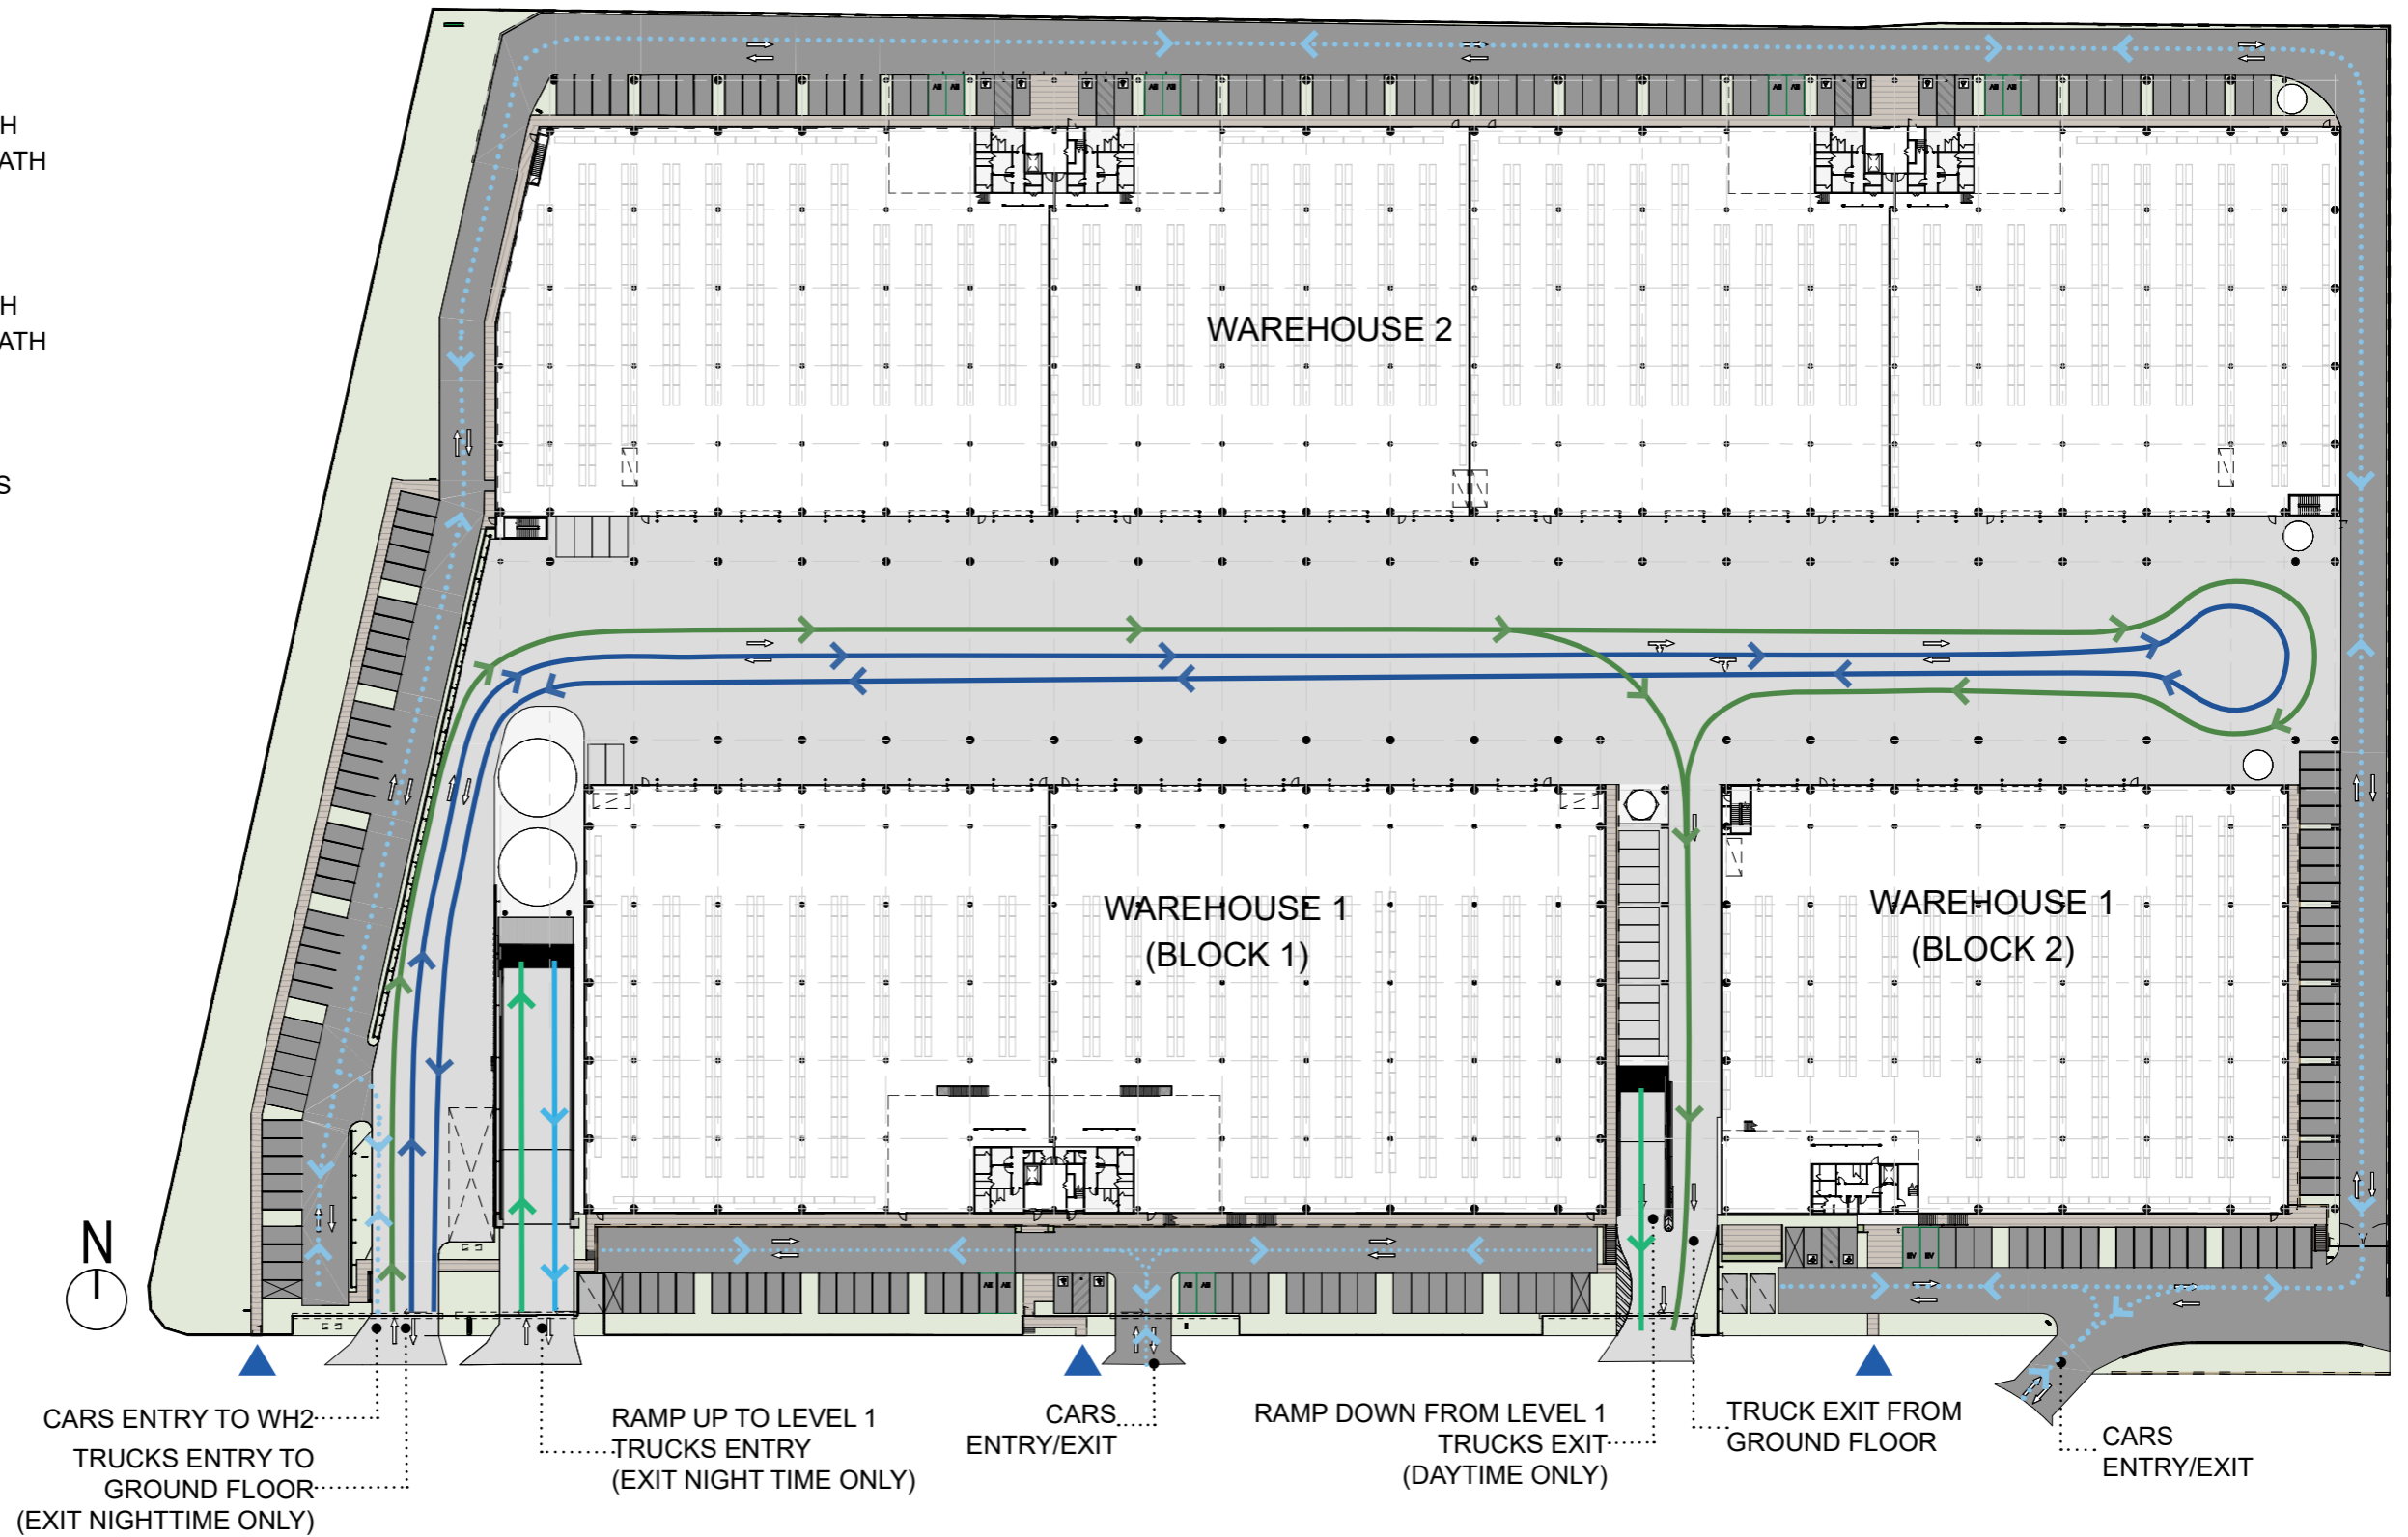 H
ATH
H
ATH
S
WAREHOUSE 2
WAREHOUSE 1
(BLOCK 1)
WAREHOUSE 1
(BLOCK 2)
N
CARS ENTRY TO WH2
TRUCKS ENTRY TO
GROUND FLOOR
(EXIT NIGHTTIME ONLY)
RAMP UP TO LEVEL 1
TRUCKS ENTRY
(EXIT NIGHT TIME ONLY)
CARS
ENTRY/EXIT
RAMP DOWN FROM LEVEL 1
TRUCKS EXIT
(DAYTIME ONLY)
TRUCK EXIT FROM
GROUND FLOOR
CARS
ENTRY/EXIT